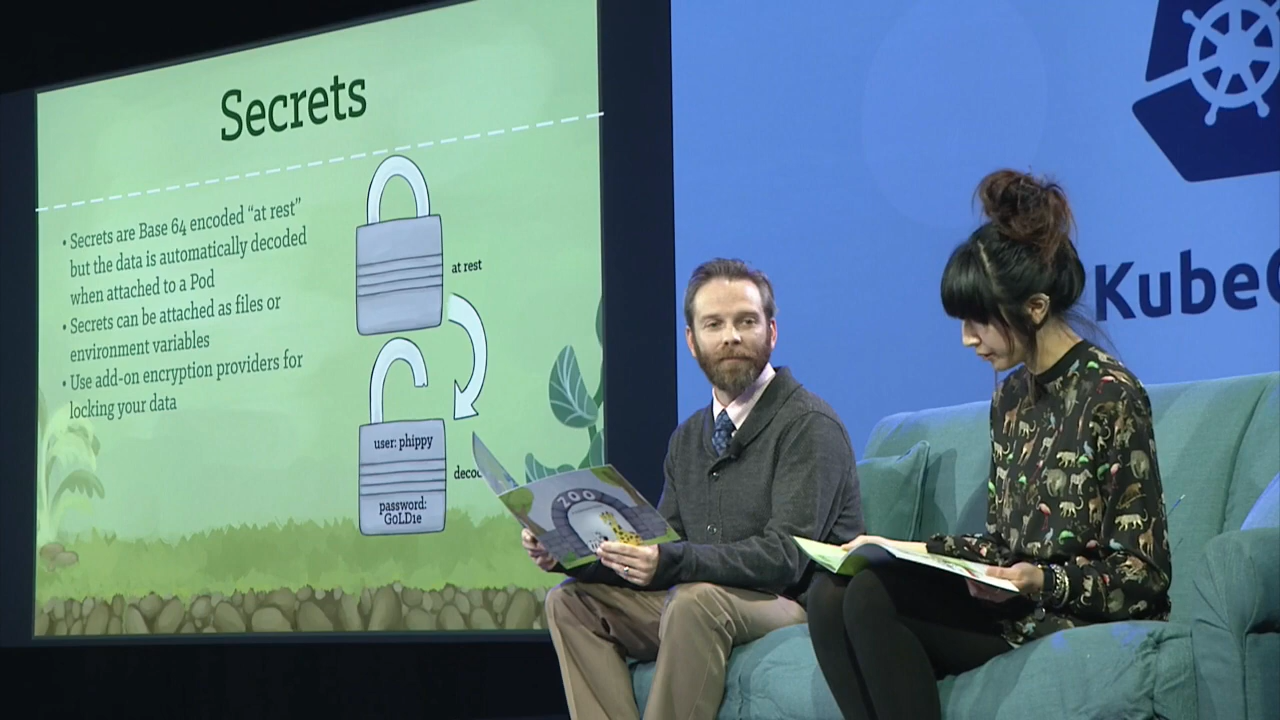 Secrets
• Secrets are Base 64 encoded “at rest”
but the data is automatically decoded
when attached to a Pod
• Secrets can be attached as files or
environment variables
• Use add-on encryption providers for
locking your data
at rest
user: phippy
password:
GoLD1e
ZOO